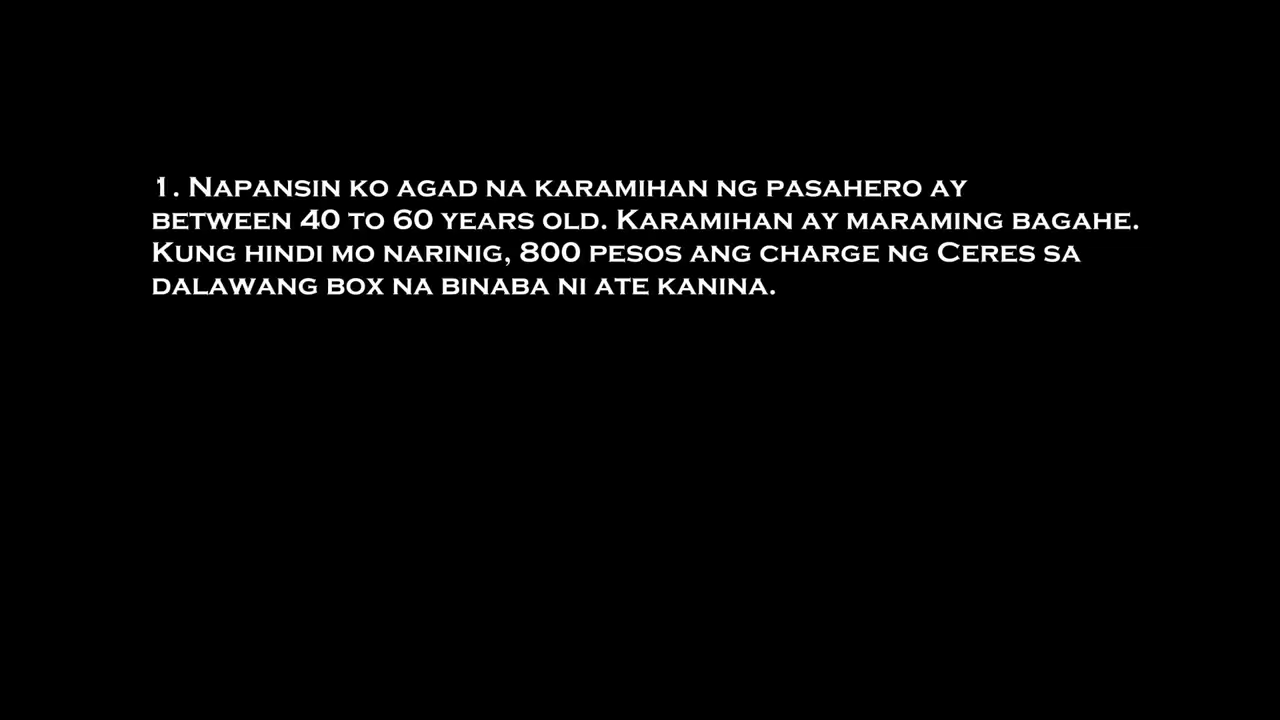 1. Napansin ko agad na karamihan ng pasahero ay
between 40 to 60 years old. Karamihan ay maraming bagahe.
Kung hindi mo narinig, 800 pesos ang charge ng Ceres sa
dalawang box na binaba ni ate kanina.